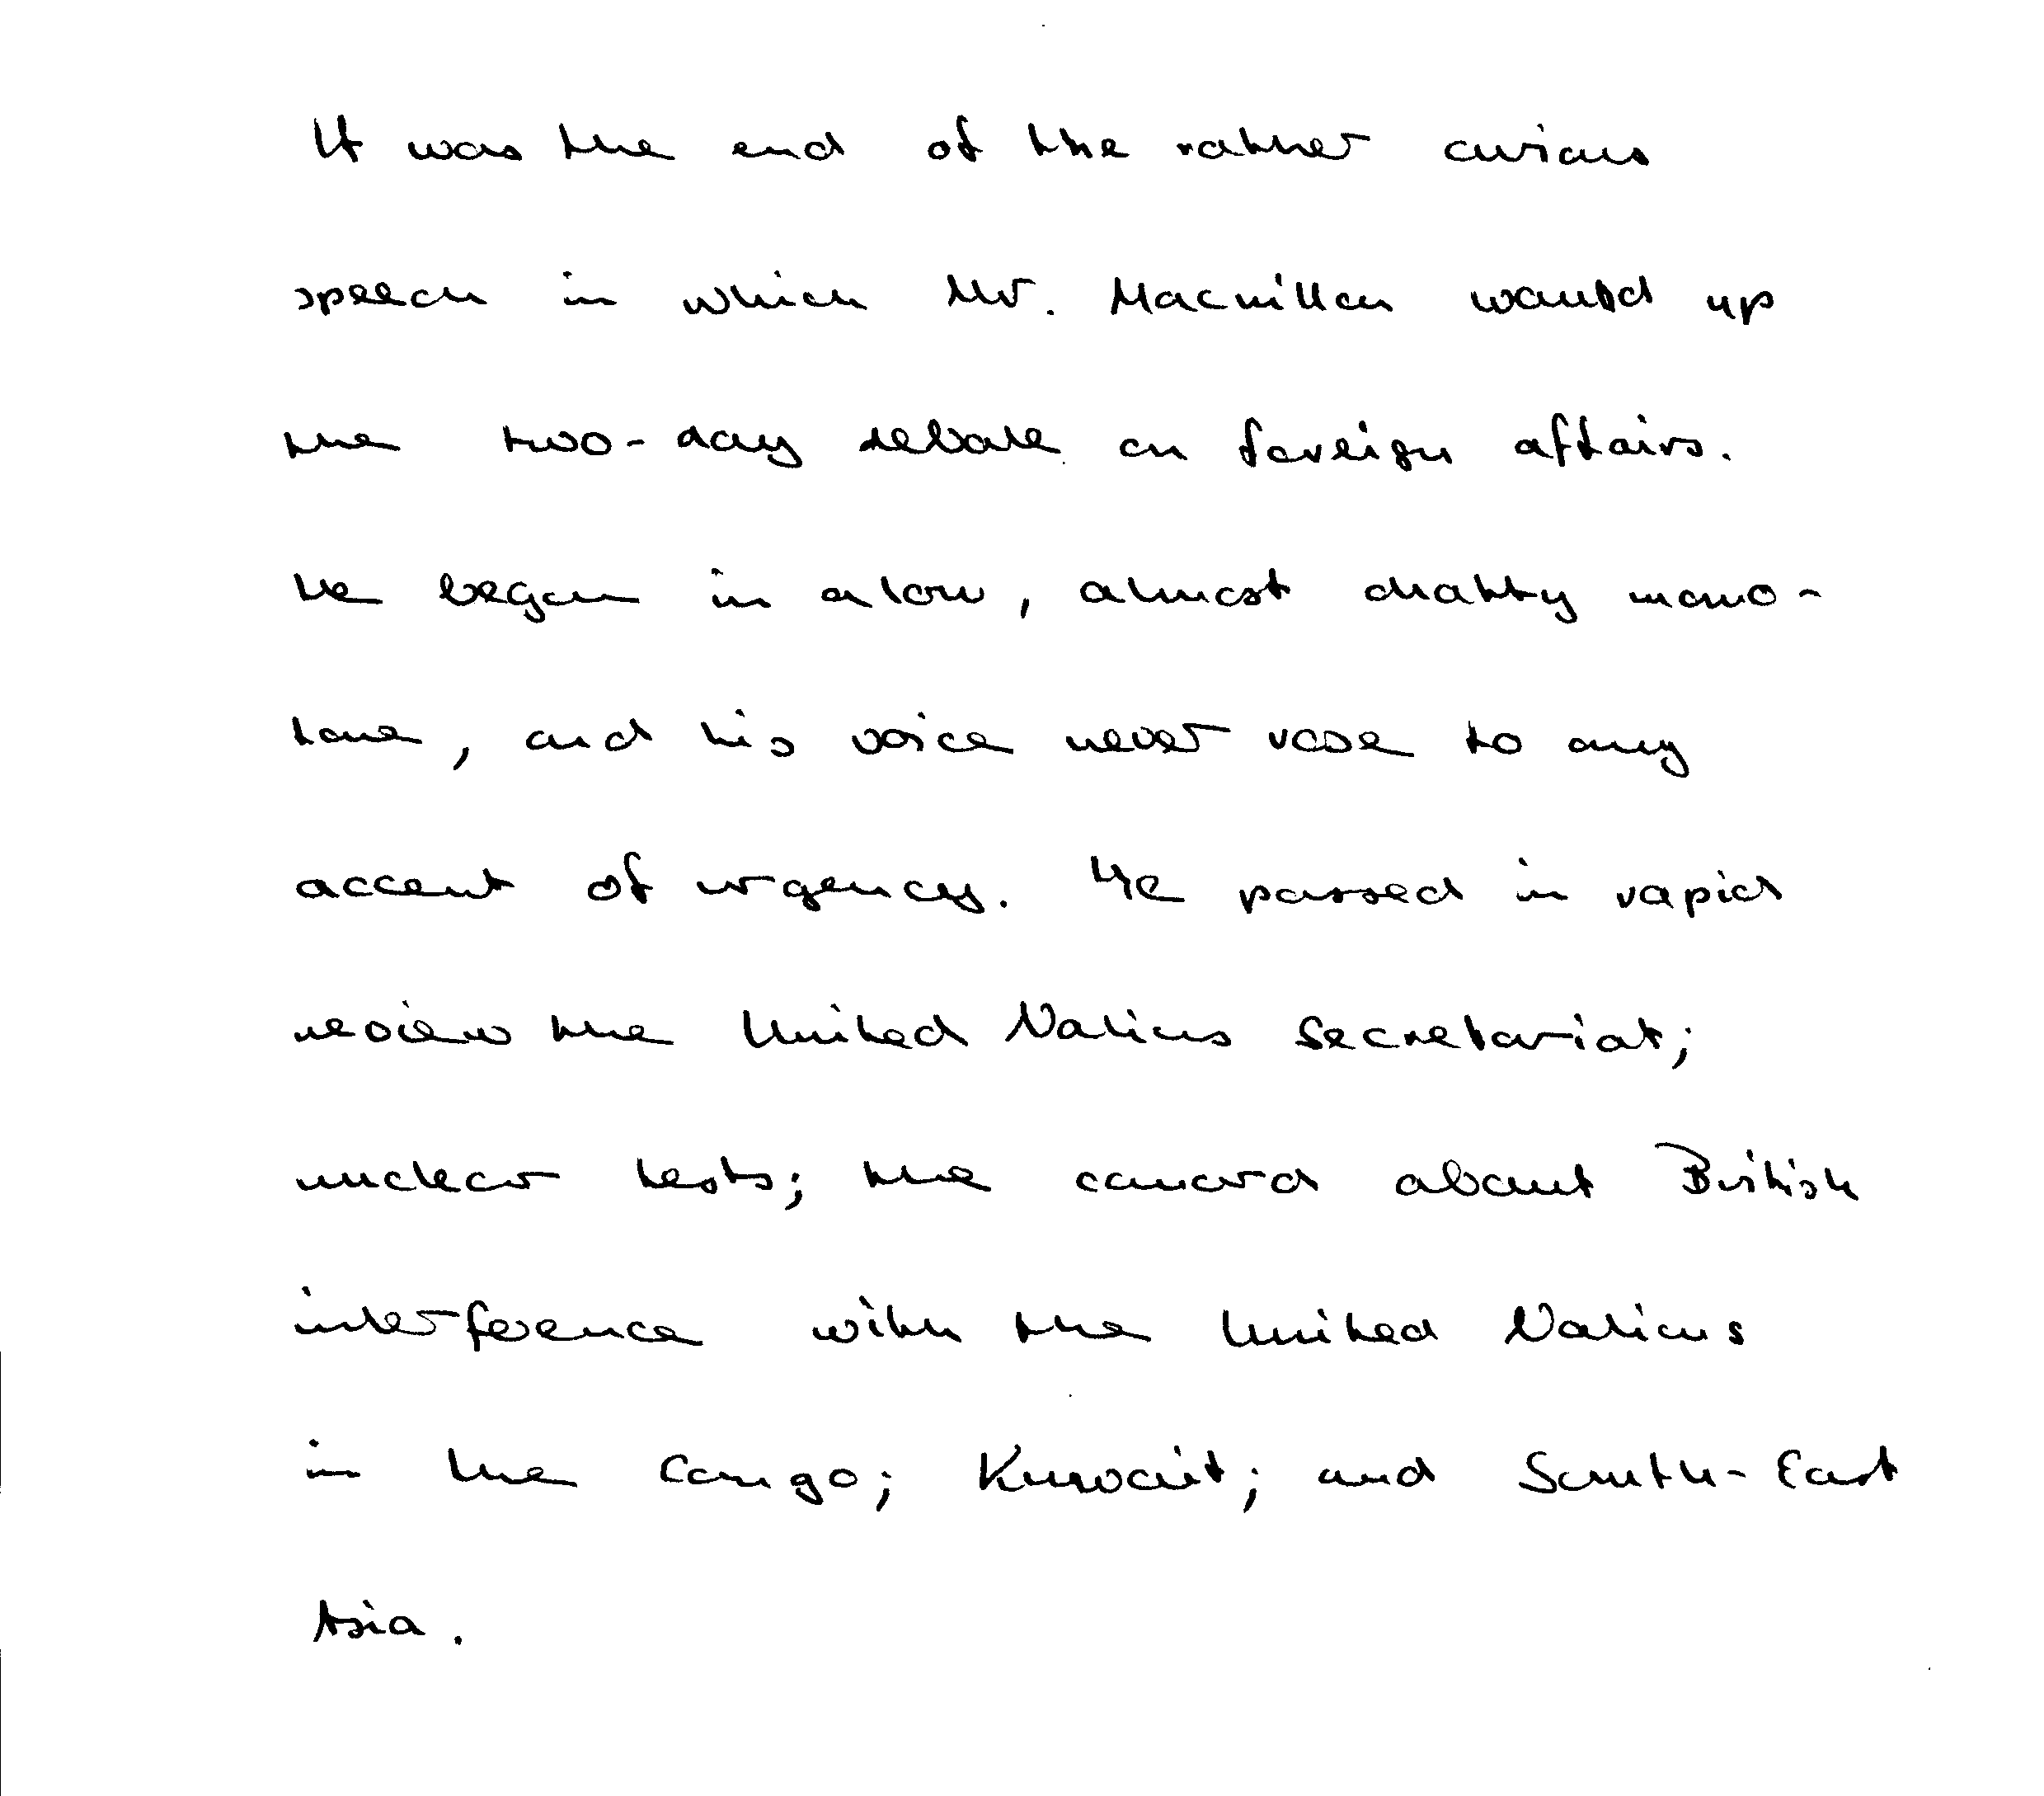 It was the end of the rather curious
speech in which Mr. Macmillan wound up
the two-day debate on foreign affairs.
He began in a low, almost chatty mono-
tone, and his voice never rose to any
accent of urgency. He passed in rapid
review the United Nations Secretariat;
nuclear tests; the canard about British
interference with the United Nations
in the Congo; Kuwait; and South-East
Asia.